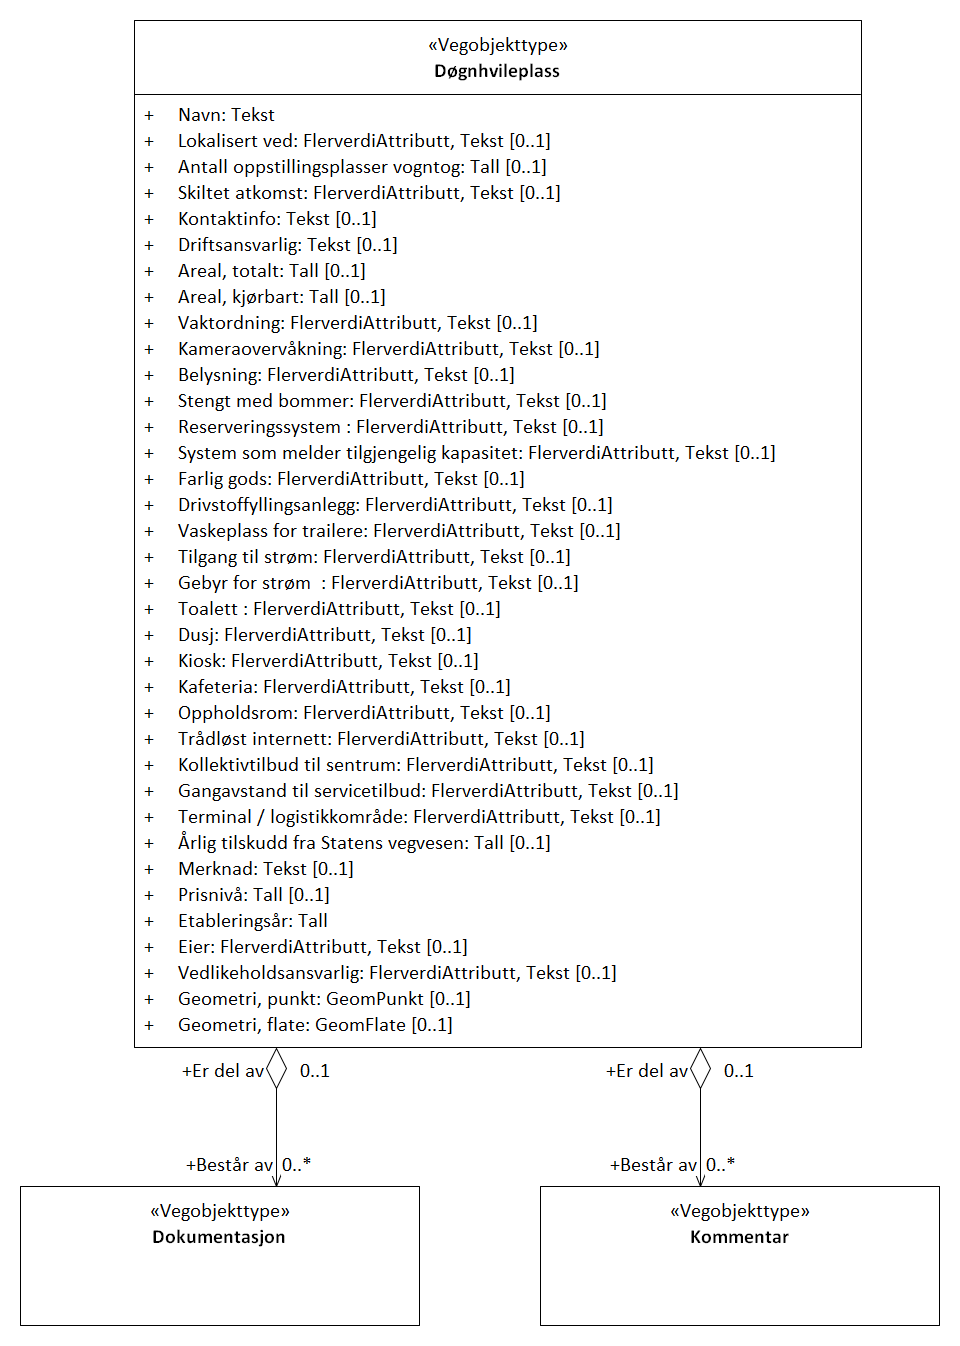 «Vegobjekttype»
Døgnhvileplass
+ Navn: Tekst
+ Lokalisert ved: FlerverdiAttributt, Tekst [0..1]
+ Antall oppstillingsplasser vogntog: Tall [0..1]
+ Skiltet atkomst: FlerverdiAttributt, Tekst [0..1]
+ Kontaktinfo: Tekst [0..1]
+ Driftsansvarlig: Tekst [0..1]
+ Areal, totalt: Tall [0..1]
+ Areal, kjørbart: Tall [0..1]
+ Vaktordning: FlerverdiAttributt, Tekst [0..1]
+ Kameraovervåkning: FlerverdiAttributt, Tekst [0..1]
+ Belysning: FlerverdiAttributt, Tekst [0..1]
+ Stengt med bommer: FlerverdiAttributt, Tekst [0..1]
+ Reserveringssystem : FlerverdiAttributt, Tekst [0..1]
+ System som melder tilgjengelig kapasitet: FlerverdiAttributt, Tekst [0..1]
+ Farlig gods: FlerverdiAttributt, Tekst [0..1]
+ Drivstoffyllingsanlegg: FlerverdiAttributt, Tekst [0..1]
+ Vaskeplass for trailere: FlerverdiAttributt, Tekst [0..1]
+ Tilgang til strøm: FlerverdiAttributt, Tekst [0..1]
+ Gebyr for strøm  : FlerverdiAttributt, Tekst [0..1]
+ Toalett : FlerverdiAttributt, Tekst [0..1]
+ Dusj: FlerverdiAttributt, Tekst [0..1]
+ Kiosk: FlerverdiAttributt, Tekst [0..1]
+ Kafeteria: FlerverdiAttributt, Tekst [0..1]
+ Oppholdsrom: FlerverdiAttributt, Tekst [0..1]
+ Trådløst internett: FlerverdiAttributt, Tekst [0..1]
+ Kollektivtilbud til sentrum: FlerverdiAttributt, Tekst [0..1]
+ Gangavstand til servicetilbud: FlerverdiAttributt, Tekst [0..1]
+ Terminal / logistikkområde: FlerverdiAttributt, Tekst [0..1]
+ Årlig tilskudd fra Statens vegvesen: Tall [0..1]
+ Merknad: Tekst [0..1]
+ Prisnivå: Tall [0..1]
+ Etableringsår: Tall
+ Eier: FlerverdiAttributt, Tekst [0..1]
+ Vedlikeholdsansvarlig: FlerverdiAttributt, Tekst [0..1]
+ Geometri, punkt: GeomPunkt [0..1]
+ Geometri, flate: GeomFlate [0..1]
+Er del av 0..1
+Er del av 0..1
+Består av 0..*
+Består av 0..*
«Vegobjekttype»
Dokumentasjon
«Vegobjekttype»
Kommentar